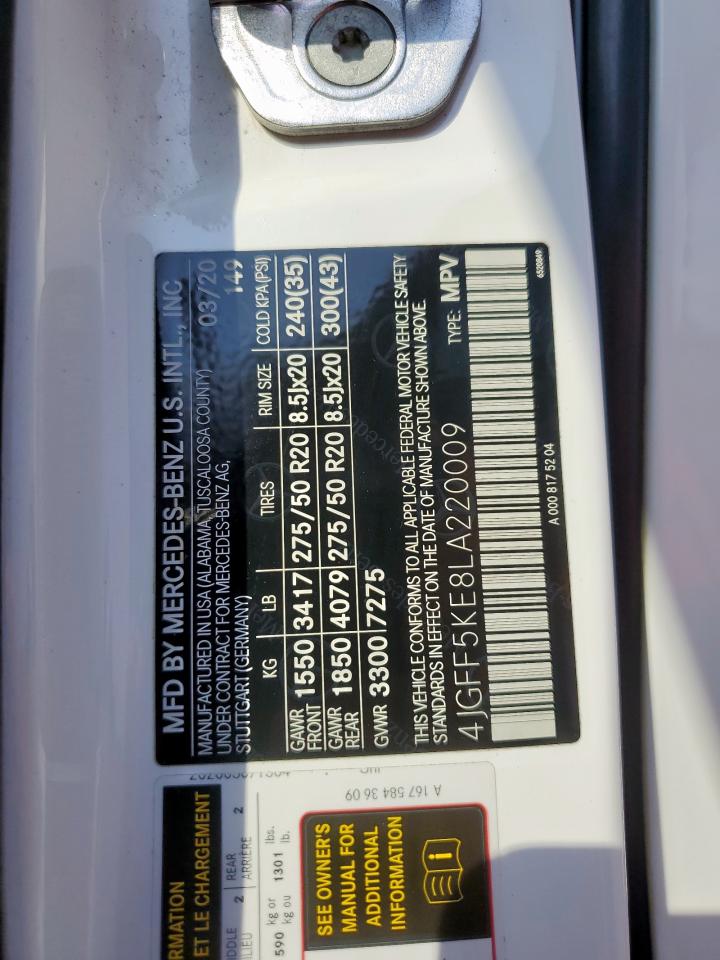 MFD BY MERCEDES-BENZ U.S. INTL., INC
MANUFACTURED IN USA (ALABAMA, TUSCALOOSA COUNTY) 03/20
UNDER CONTRACT FOR MERCEDES-BENZ AG,
STUTTGART (GERMANY) 149
KG LB TIRES RIM SIZE COLD KPA(PSI)
GAWR FRONT 1550 3417 275/50 R20 8.5Jx20 240(35)
GAWR REAR 1850 4079 275/50 R20 8.5Jx20 300(43)
GVWR 3300 7275
THIS VEHICLE CONFORMS TO ALL APPLICABLE FEDERAL MOTOR VEHICLE SAFETY
STANDARDS IN EFFECT ON THE DATE OF MANUFACTURE SHOWN ABOVE.
4JGFF5KE8LA220009 TYPE: MPV
A 000 817 52 04
6520849
A 167 584 36 09
RMATION
ET LE CHARGEMENT
IDDLE 2 REAR 2
ILIEU ARRIÈRE
590 kg or 1301 lbs.
kg ou lb.
SEE OWNER'S
MANUAL FOR
ADDITIONAL
INFORMATION